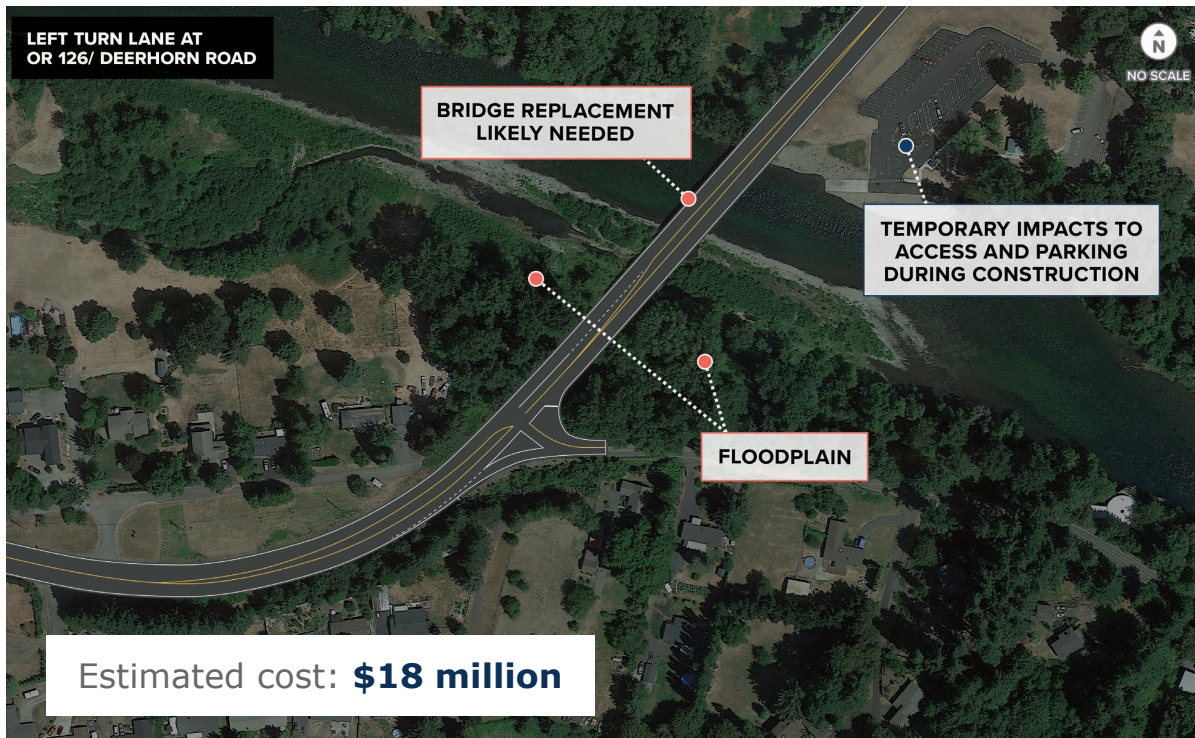 LEFT TURN LANE AT
OR 126/ DEERHORN ROAD
N
NO SCALE
BRIDGE REPLACEMENT
LIKELY NEEDED
TEMPORARY IMPACTS TO
ACCESS AND PARKING
DURING CONSTRUCTION
FLOODPLAIN
Estimated cost: $18 million